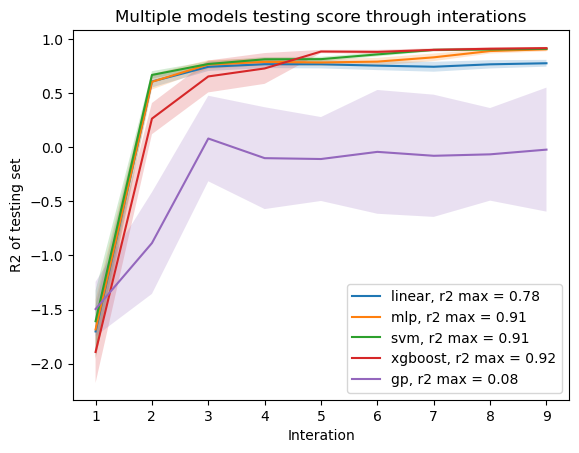 Multiple models testing score through interations
R2 of testing set
1.0
0.5
0.0
−0.5
−1.0
−1.5
−2.0
linear, r2 max = 0.78
mlp, r2 max = 0.91
svm, r2 max = 0.91
xgboost, r2 max = 0.92
gp, r2 max = 0.08
1 2 3 4 5 6 7 8 9
Interation